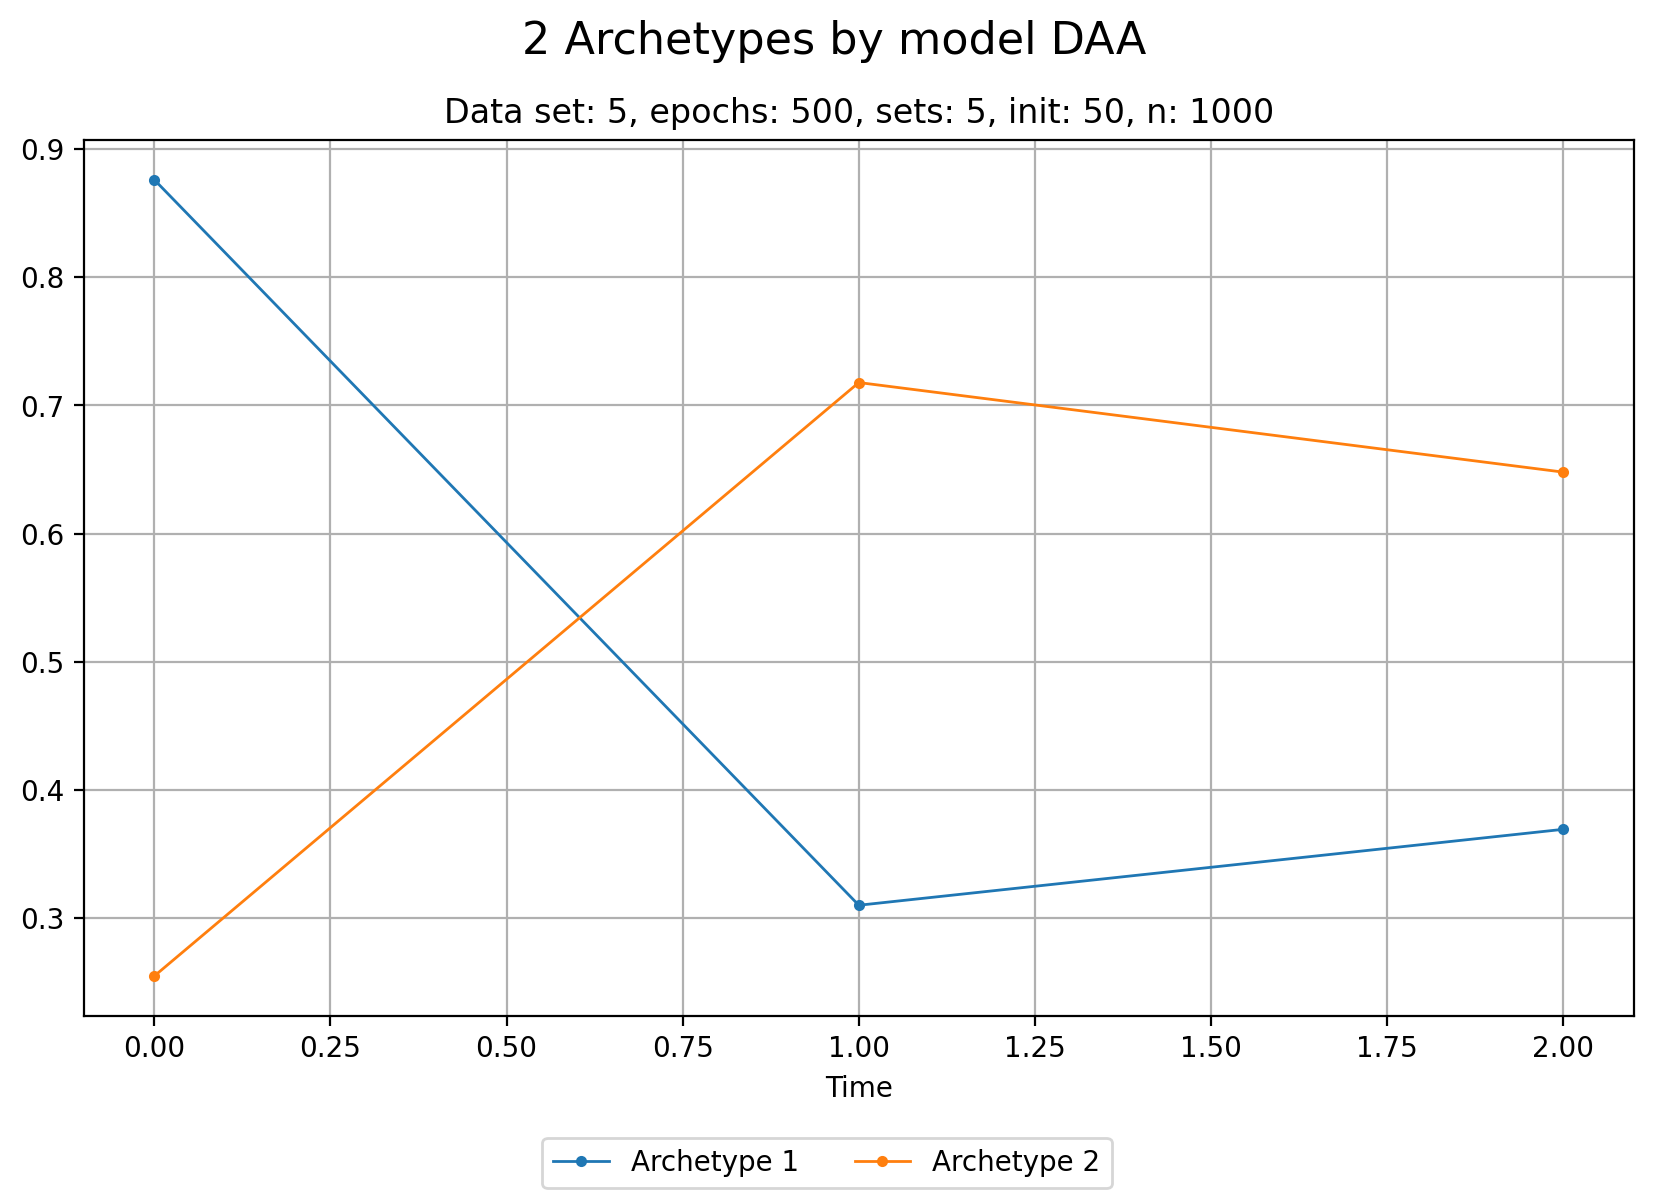 2 Archetypes by model DAA
Data set: 5, epochs: 500, sets: 5, init: 50, n: 1000
0.9
0.8
0.7
0.6
0.5
0.4
0.3
0.00 0.25 0.50 0.75 1.00 1.25 1.50 1.75 2.00
Time
Archetype 1 Archetype 2